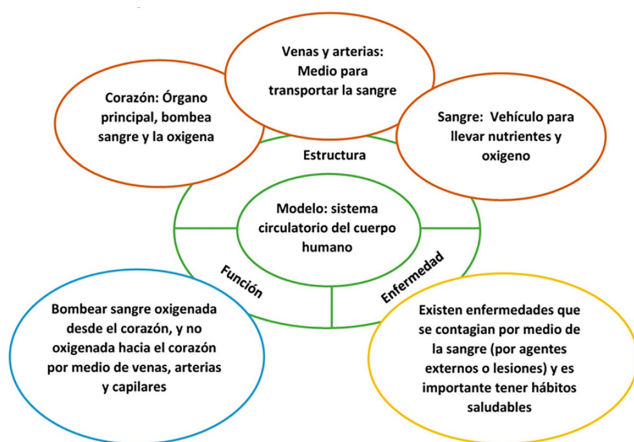 Venas y arterias:
Medio para
transportar la sangre
Corazón: Órgano
principal, bombea
sangre y la oxigena
Sangre:  Vehículo para
llevar nutrientes y
oxigeno
Estructura
Modelo: sistema
circulatorio del cuerpo
humano
Función
Enfermedad
Bombear sangre oxigenada
desde el corazón, y no
oxigenada hacia el corazón
por medio de venas, arterias
y capilares
Existen enfermedades que
se contagian por medio de
la sangre (por agentes
externos o lesiones) y es
importante tener hábitos
saludables